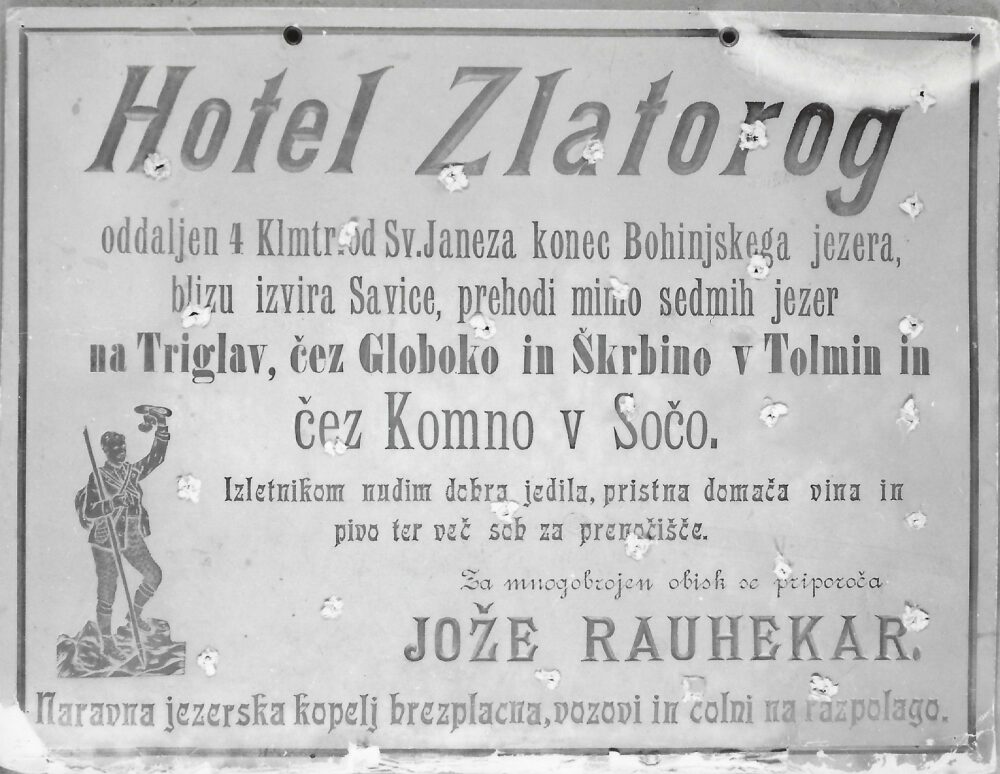 Hotel Zlatorog
oddaljen 4 Klmtr. od Sv. Janeza konec Bohinjskega jezera,
blizu izvira Savice, prehodi mimo sedmih jezer
na Triglav, čez Globoko in Škrbino v Tolmin in
čez Komno v Sočo.
Izletnikom nudim dobra jedila, pristna domača vina in
pivo ter več sob za prenočišče.
Za mnogobrojen obisk se priporoča
JOŽE RAUHEKAR.
Naravna jezerska kopelj brezplacna, vozovi in čolni na razpolago.